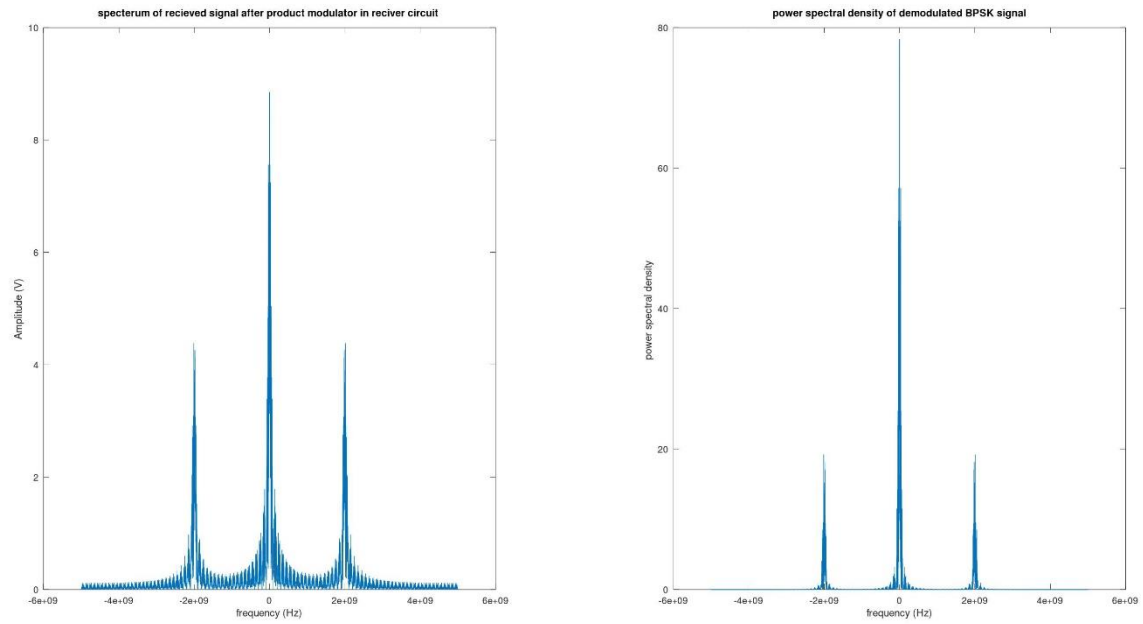 specterum of recieved signal after product modulator in reciver circuit
10
8
6
4
2
0
Amplitude (V)
-6e+09 -4e+09 -2e+09 0 2e+09 4e+09 6e+09
frequency (Hz)
power spectral density of demodulated BPSK signal
80
60
40
20
0
power spectral density
-6e+09 -4e+09 -2e+09 0 2e+09 4e+09 6e+09
frequency (Hz)